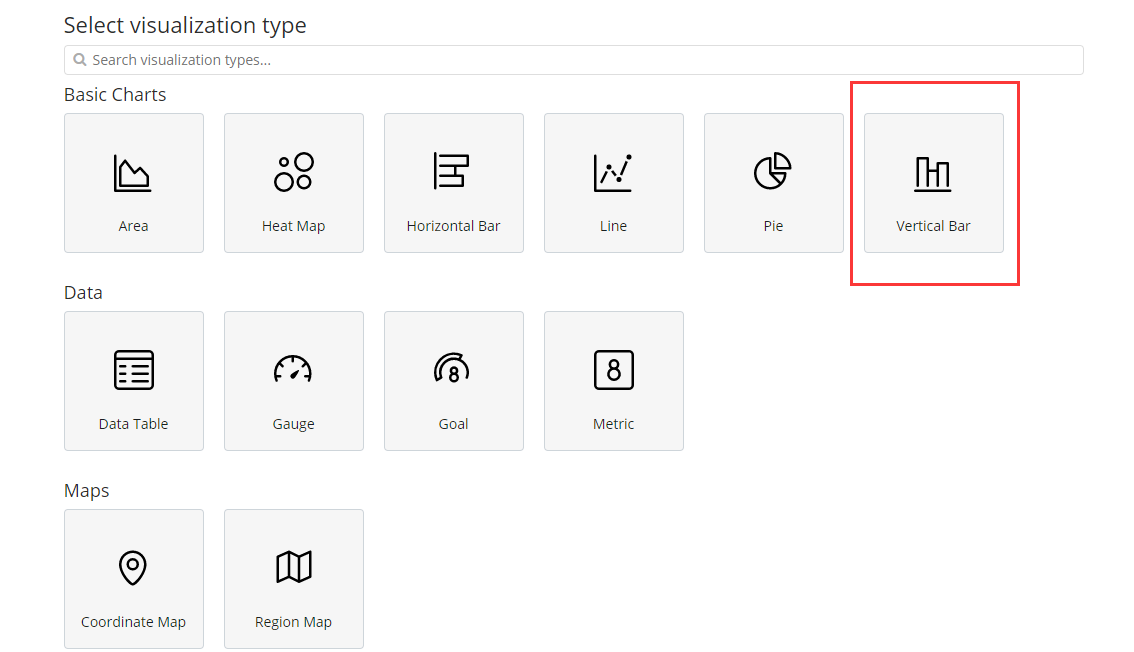 Select visualization type
Search visualization types...
Basic Charts
Area
Heat Map
Horizontal Bar
Line
Pie
Vertical Bar
Data
Data Table
Gauge
8
Goal
8
Metric
Maps
Coordinate Map
Region Map